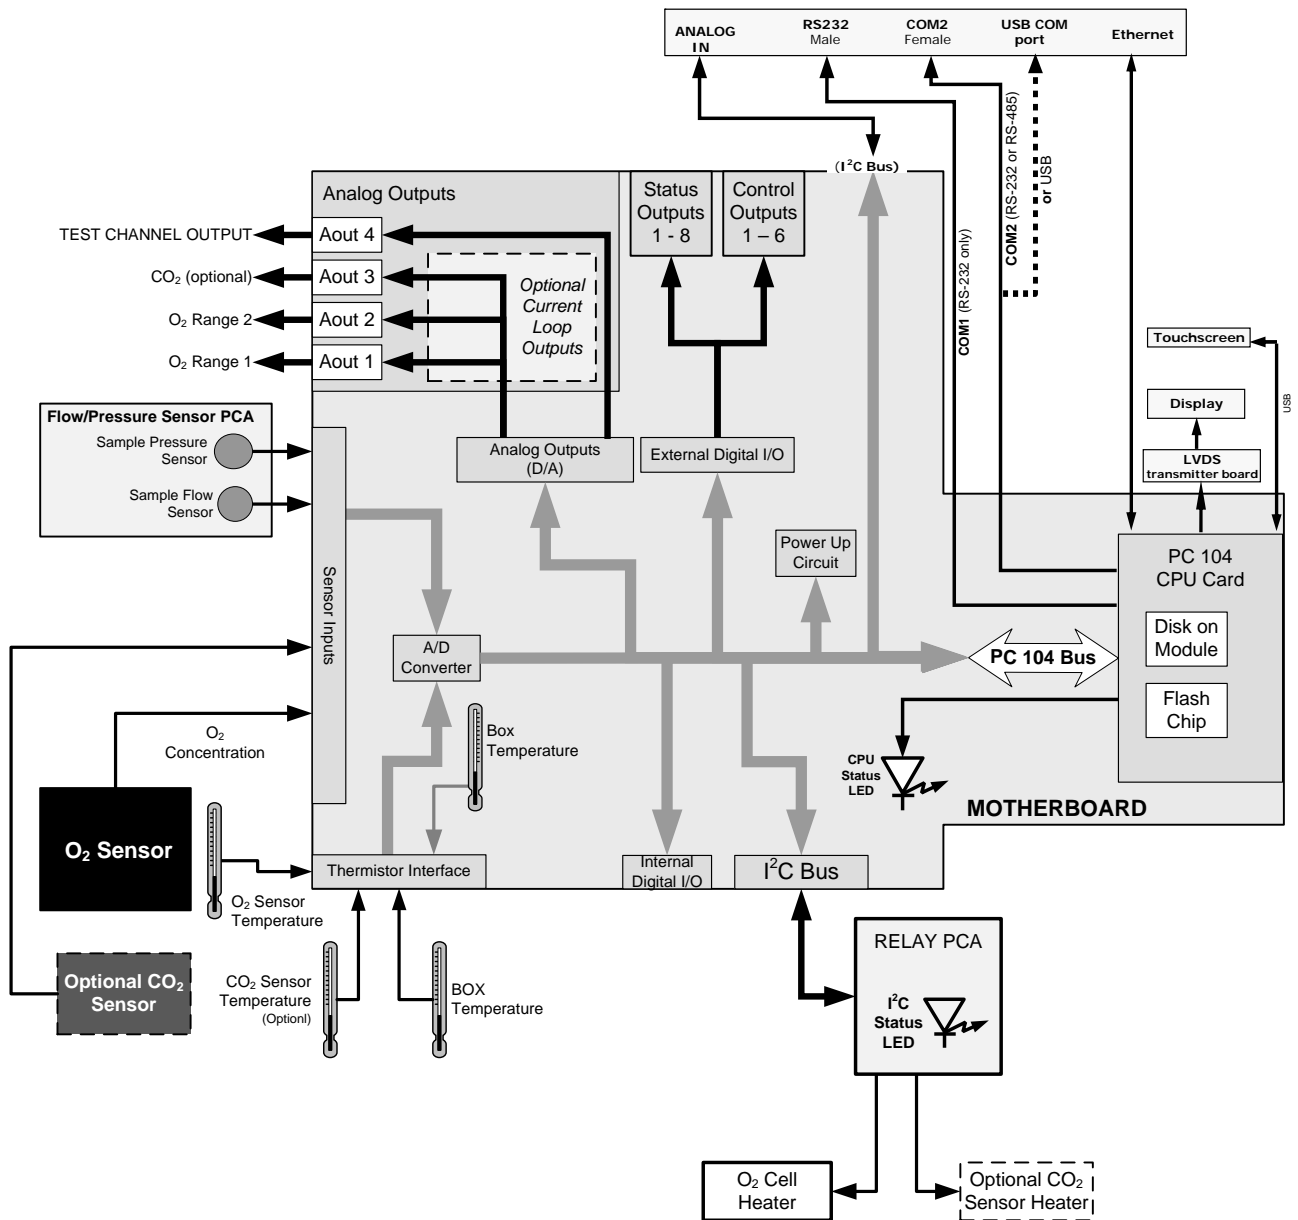 ANALOG
IN
RS232
Male
COM2
Female
USB COM
port
Ethernet
(I²C Bus)
COM1 (RS-232 only)
COM2 (RS-232 or RS-485)
or USB
Analog Outputs
Status
Outputs
1 - 8
Control
Outputs
1 – 6
TEST CHANNEL OUTPUT
Aout 4
CO₂ (optional)
Aout 3
O₂ Range 2
Aout 2
O₂ Range 1
Aout 1
Optional
Current
Loop
Outputs
Touchscreen
USB
Display
LVDS
transmitter board
Flow/Pressure Sensor PCA
Sample Pressure
Sensor
Sample Flow
Sensor
Analog Outputs
(D/A)
External Digital I/O
Power Up
Circuit
PC 104
CPU Card
Disk on
Module
Flash
Chip
Sensor Inputs
A/D
Converter
PC 104 Bus
O₂
Concentration
Box
Temperature
CPU
Status
LED
MOTHERBOARD
O₂ Sensor
O₂ Sensor
Temperature
Thermistor Interface
Internal
Digital I/O
I²C Bus
Optional CO₂
Sensor
CO₂ Sensor
Temperature
(Optionl)
BOX
Temperature
RELAY PCA
I²C
Status
LED
O₂ Cell
Heater
Optional CO₂
Sensor Heater